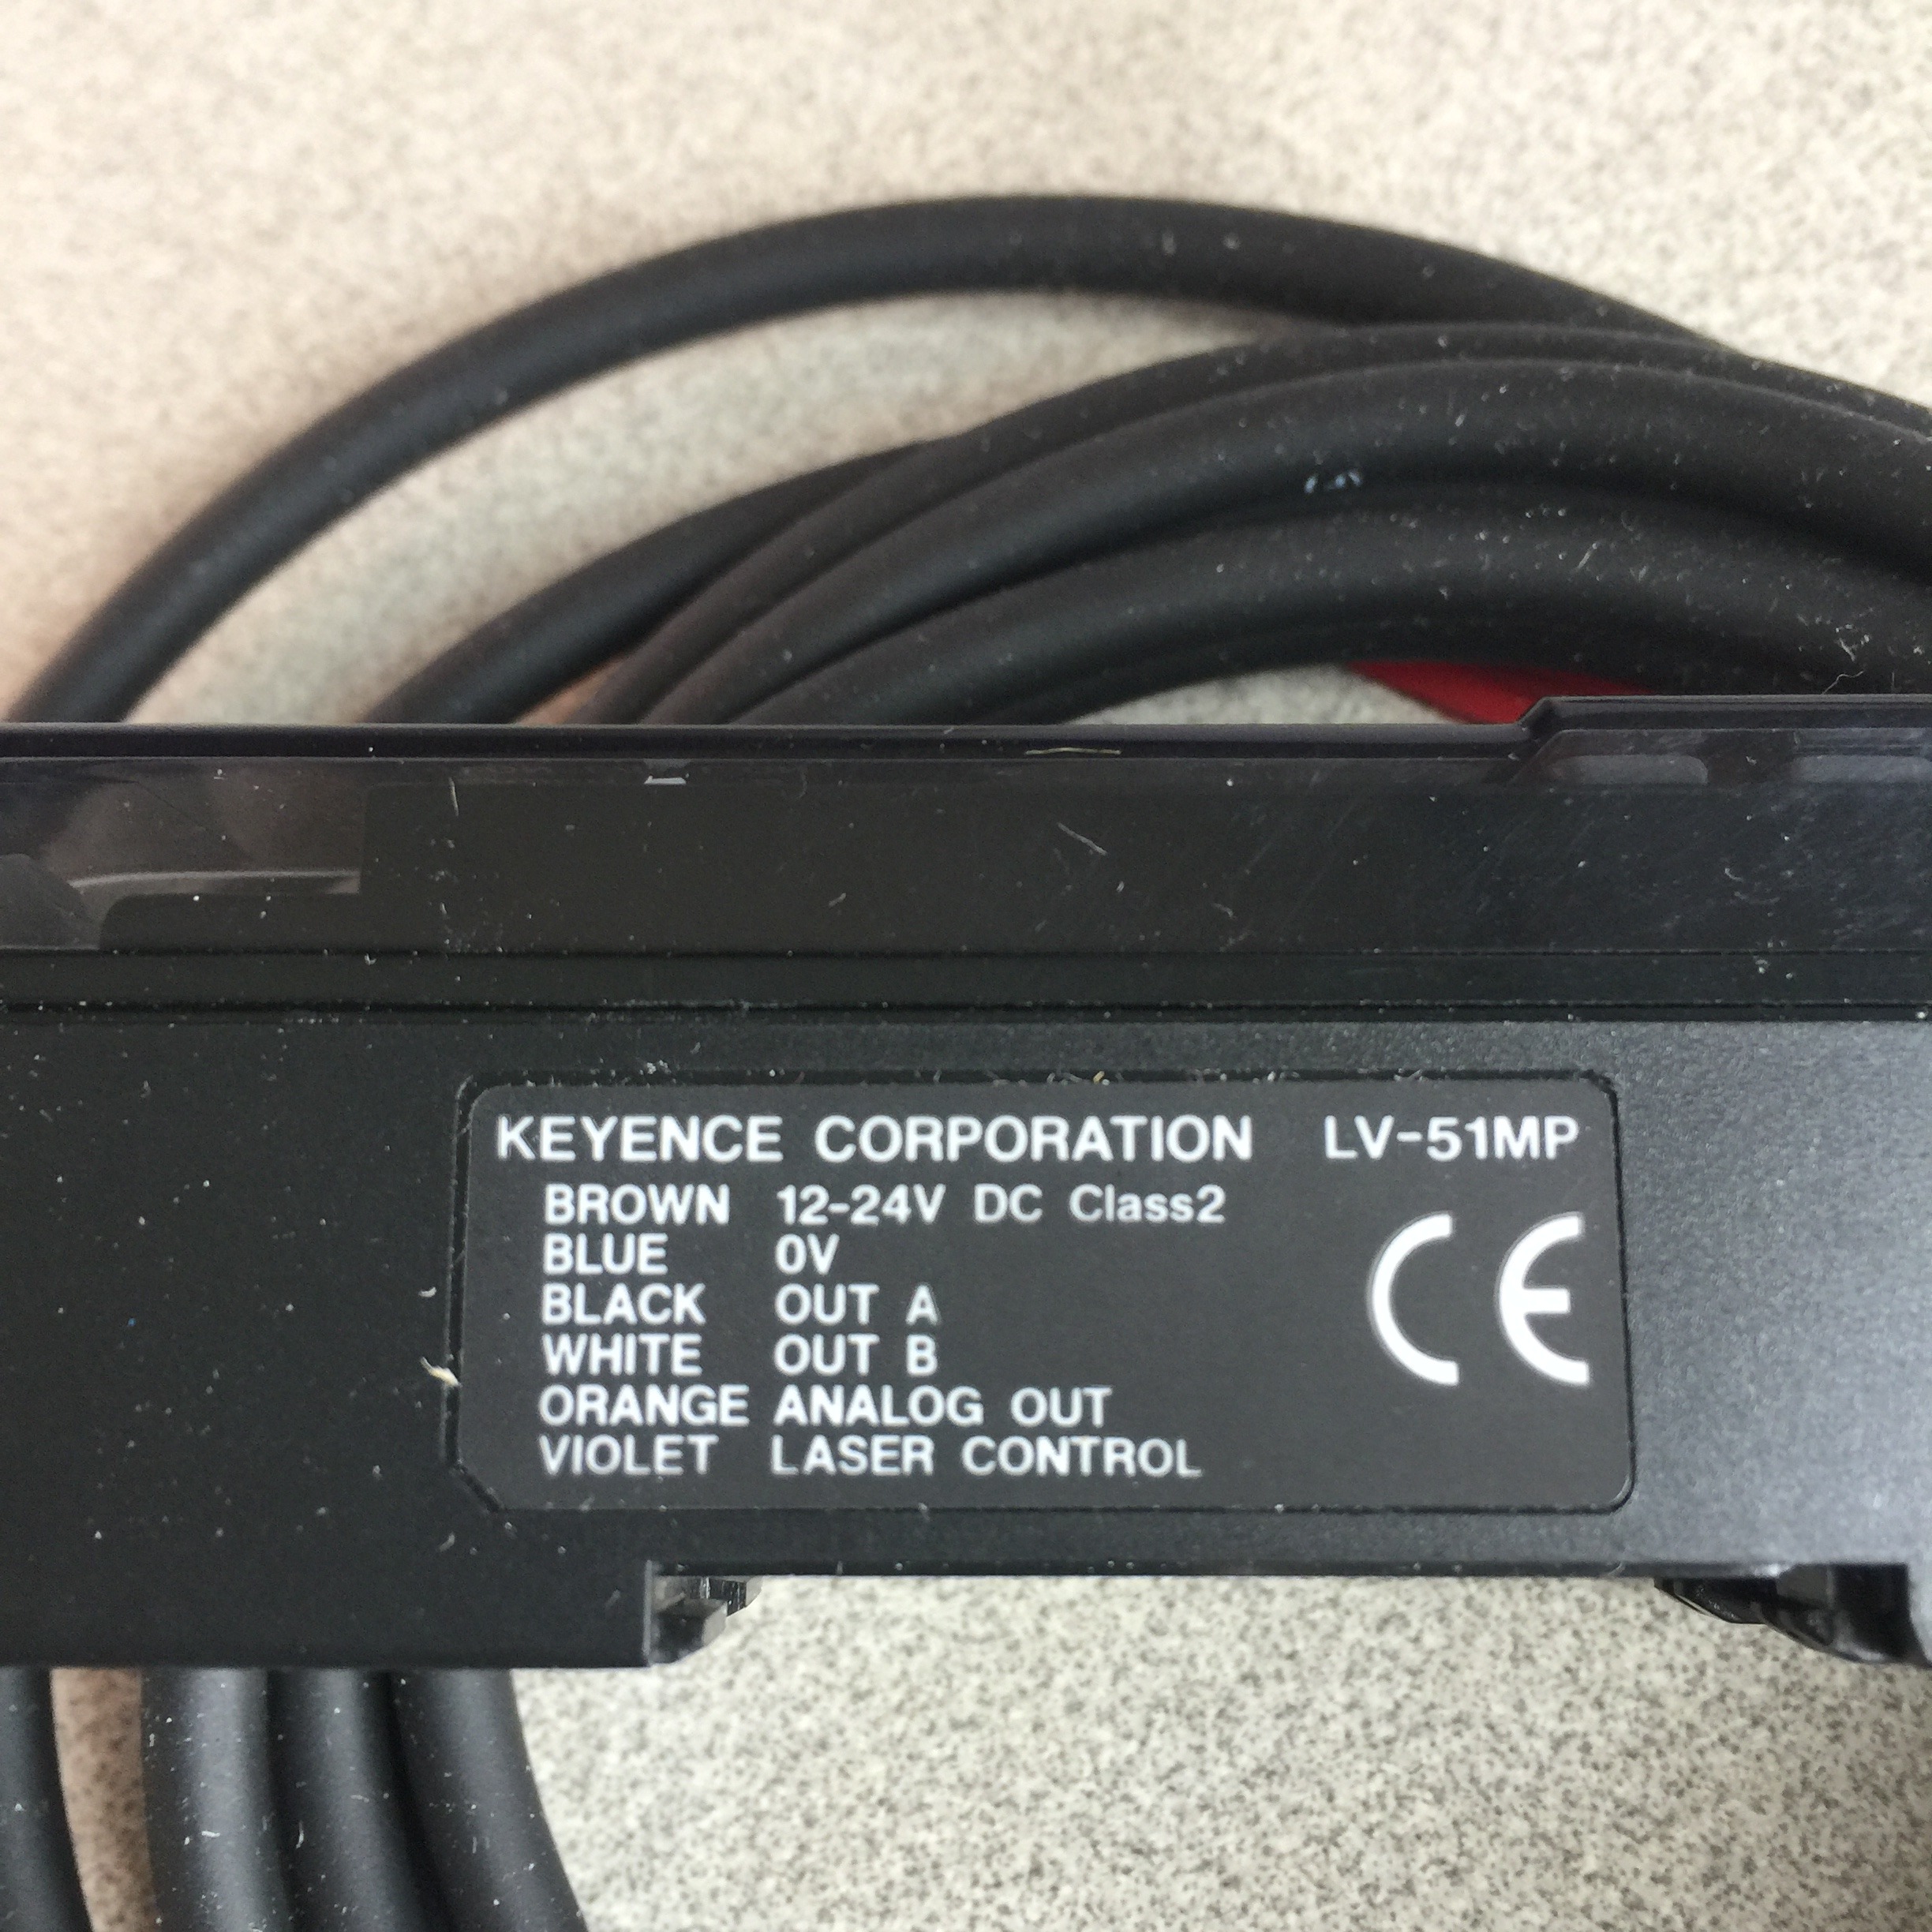 KEYENCE CORPORATION LV-51MP
BROWN 12-24V DC Class2
BLUE 0V
BLACK OUT A
WHITE OUT B
ORANGE ANALOG OUT
VIOLET LASER CONTROL
CE